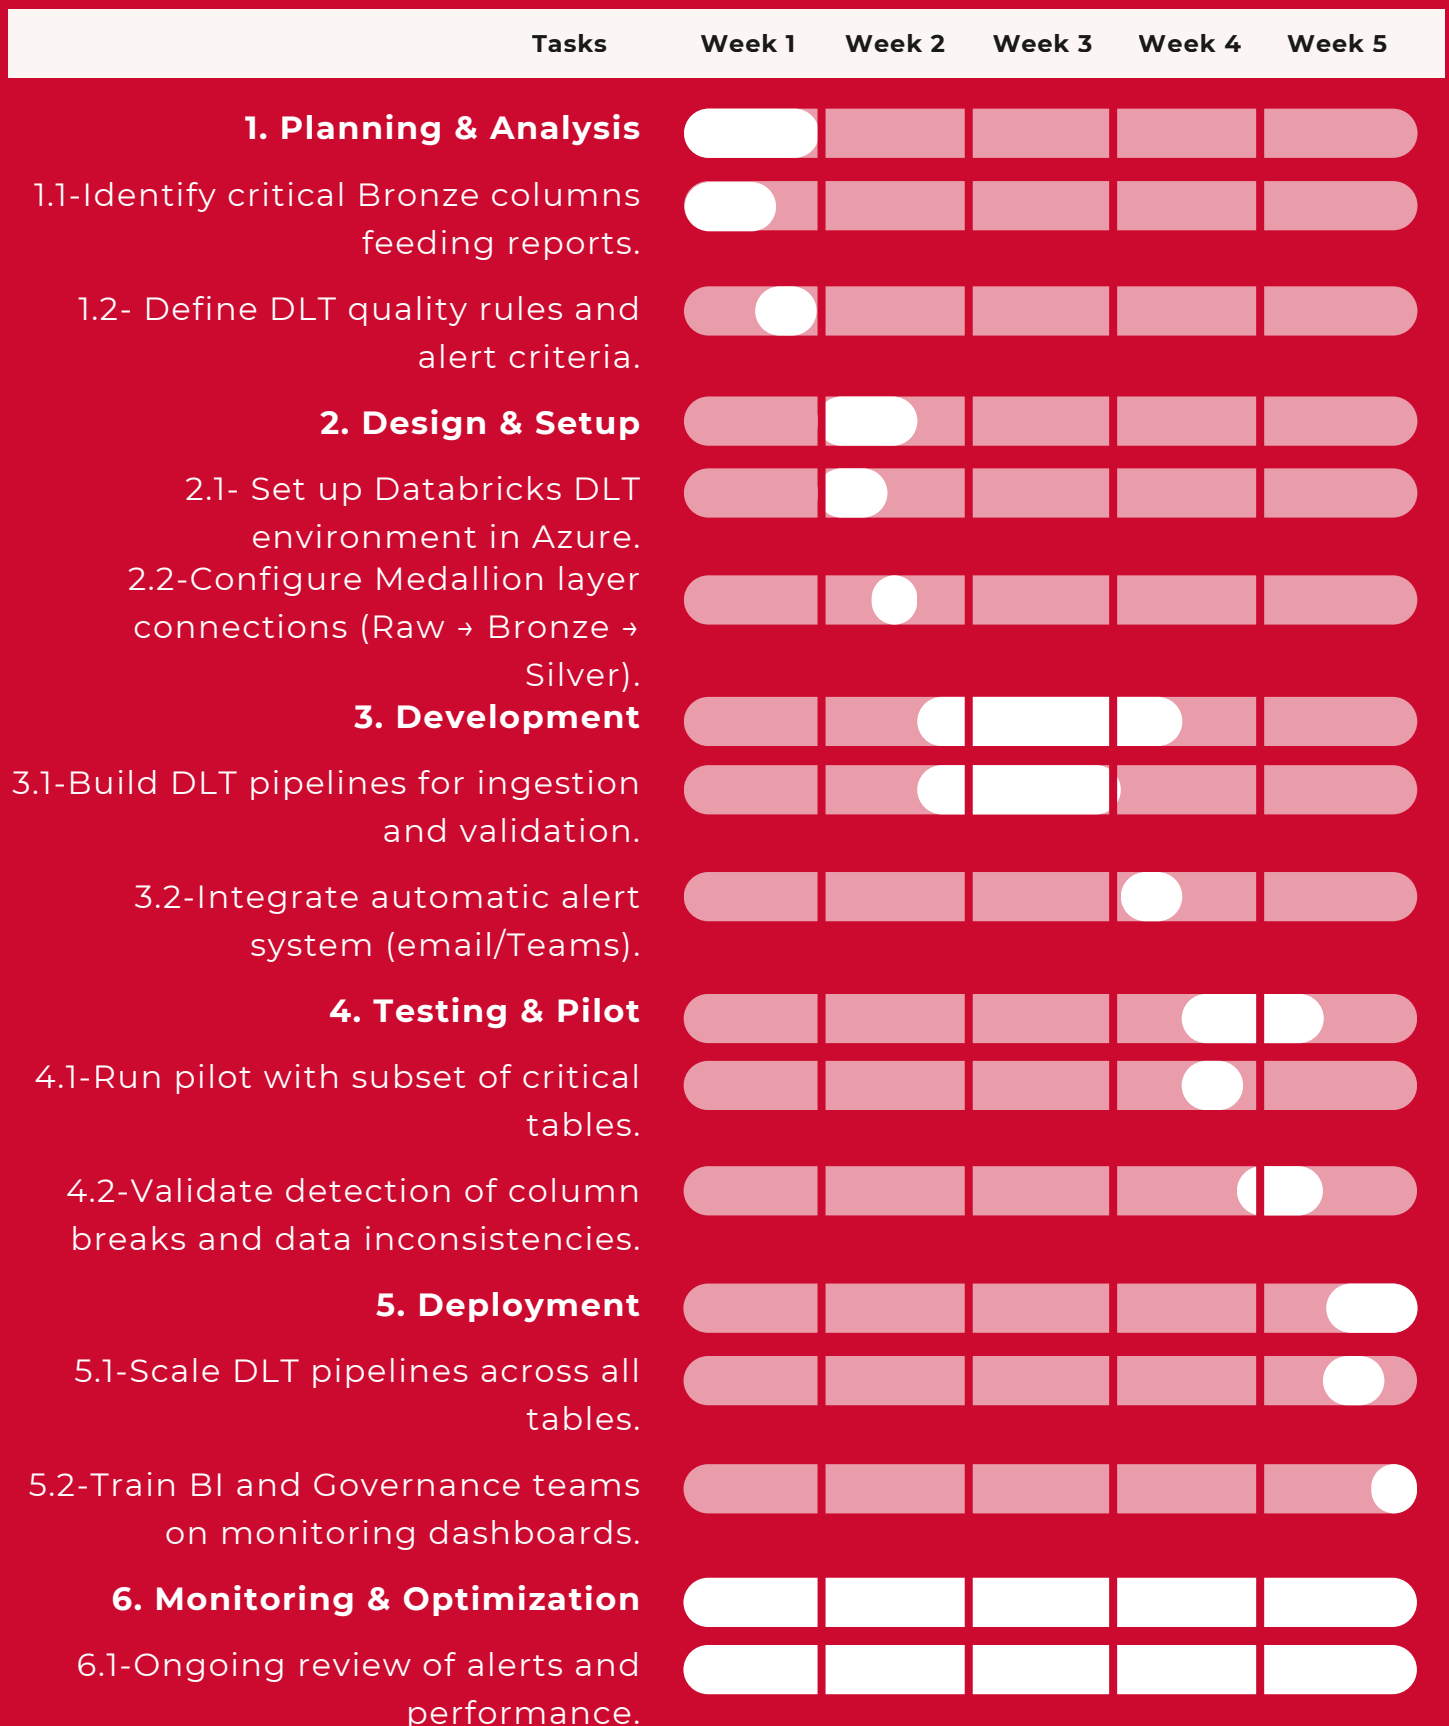 Tasks Week 1 Week 2 Week 3 Week 4 Week 5
1. Planning & Analysis
1.1-Identify critical Bronze columns
feeding reports.
1.2- Define DLT quality rules and
alert criteria.
2. Design & Setup
2.1- Set up Databricks DLT
environment in Azure.
2.2-Configure Medallion layer
connections (Raw → Bronze →
Silver).
3. Development
3.1-Build DLT pipelines for ingestion
and validation.
3.2-Integrate automatic alert
system (email/Teams).
4. Testing & Pilot
4.1-Run pilot with subset of critical
tables.
4.2-Validate detection of column
breaks and data inconsistencies.
5. Deployment
5.1-Scale DLT pipelines across all
tables.
5.2-Train BI and Governance teams
on monitoring dashboards.
6. Monitoring & Optimization
6.1-Ongoing review of alerts and
performance.